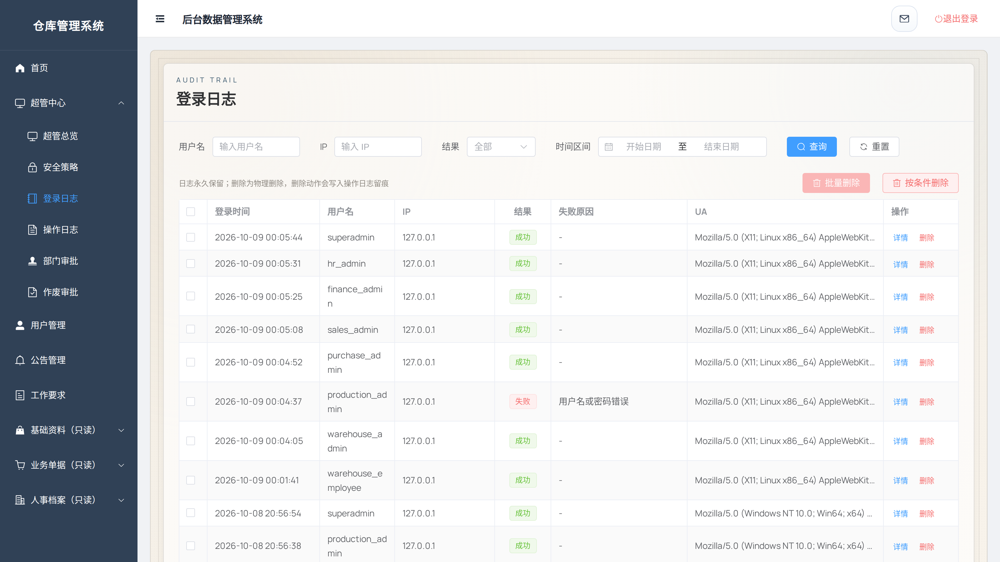 仓库管理系统
首页
超管中心
超管总览
安全策略
登录日志
操作日志
部门审批
作废审批
用户管理
公告管理
工作要求
基础资料（只读）
业务单据（只读）
人事档案（只读）
后台数据管理系统
退出登录
AUDIT TRAIL
登录日志
用户名 输入用户名 IP 输入 IP 结果 全部 时间区间 开始日期 至 结束日期 查询 重置
日志永久保留；删除为物理删除，删除动作会写入操作日志留痕 批量删除 按条件删除
登录时间 用户名 IP 结果 失败原因 UA 操作
2026-10-09 00:05:44 superadmin 127.0.0.1 成功 - Mozilla/5.0 (X11; Linux x86_64) AppleWebKit... 详情 删除
2026-10-09 00:05:31 hr_admin 127.0.0.1 成功 - Mozilla/5.0 (X11; Linux x86_64) AppleWebKit... 详情 删除
2026-10-09 00:05:25 finance_admi
n 127.0.0.1 成功 - Mozilla/5.0 (X11; Linux x86_64) AppleWebKit... 详情 删除
2026-10-09 00:05:08 sales_admin 127.0.0.1 成功 - Mozilla/5.0 (X11; Linux x86_64) AppleWebKit... 详情 删除
2026-10-09 00:04:52 purchase_ad
min 127.0.0.1 成功 - Mozilla/5.0 (X11; Linux x86_64) AppleWebKit... 详情 删除
2026-10-09 00:04:37 production_ad
min 127.0.0.1 失败 用户名或密码错误 Mozilla/5.0 (X11; Linux x86_64) AppleWebKit... 详情 删除
2026-10-09 00:04:05 warehouse_a
dmin 127.0.0.1 成功 - Mozilla/5.0 (X11; Linux x86_64) AppleWebKit... 详情 删除
2026-10-09 00:01:41 warehouse_e
mployee 127.0.0.1 成功 - Mozilla/5.0 (X11; Linux x86_64) AppleWebKit... 详情 删除
2026-10-08 20:56:54 superadmin 127.0.0.1 成功 - Mozilla/5.0 (Windows NT 10.0; Win64; x64) ... 详情 删除
2026-10-08 20:56:38 production_ad
min 127.0.0.1 成功 - Mozilla/5.0 (Windows NT 10.0; Win64; x64) ... 详情 删除